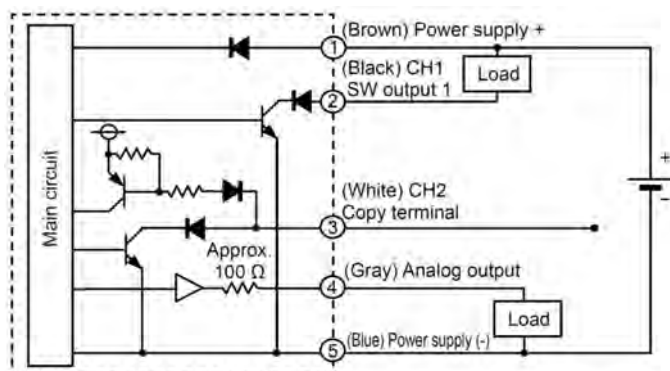 Main circuit
1
(Brown) Power supply +
(Black) CH1
Load
2
SW output 1
+
(White) CH2
3
Copy terminal
-
Approx.
100 Ω
(Gray) Analog output
4
Load
5
(Blue) Power supply (-)